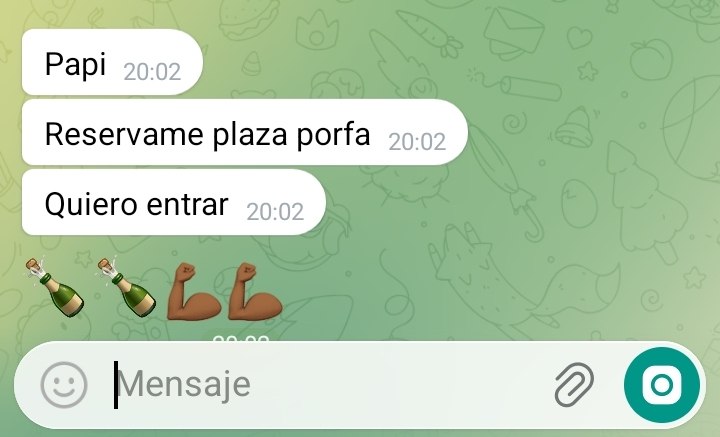 Papi 20:02
Reservame plaza porfa 20:02
Quiero entrar 20:02
🍾🍾💪🏾💪🏾
Mensaje